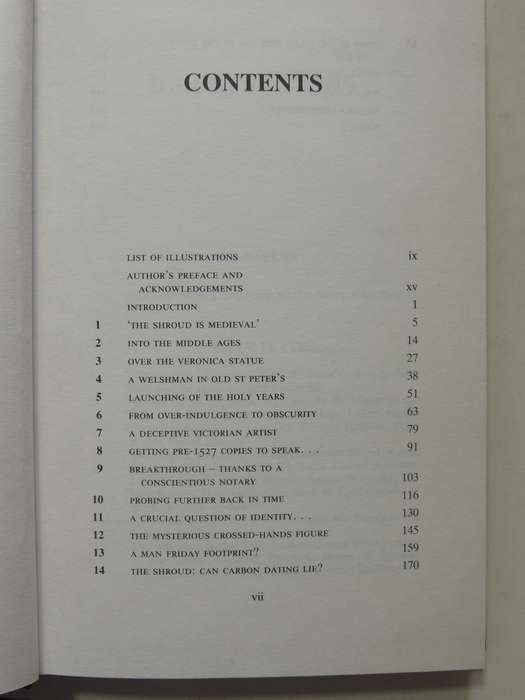 CONTENTS
LIST OF ILLUSTRATIONS ix
AUTHOR'S PREFACE AND
ACKNOWLEDGEMENTS xv
INTRODUCTION 1
1 'THE SHROUD IS MEDIEVAL' 5
2 INTO THE MIDDLE AGES 14
3 OVER THE VERONICA STATUE 27
4 A WELSHMAN IN OLD ST PETER'S 38
5 LAUNCHING OF THE HOLY YEARS 51
6 FROM OVER-INDULGENCE TO OBSCURITY 63
7 A DECEPTIVE VICTORIAN ARTIST 79
8 GETTING PRE-1527 COPIES TO SPEAK. . . 91
9 BREAKTHROUGH – THANKS TO A
CONSCIENTIOUS NOTARY 103
10 PROBING FURTHER BACK IN TIME 116
11 A CRUCIAL QUESTION OF IDENTITY. . . 130
12 THE MYSTERIOUS CROSSED-HANDS FIGURE 145
13 A MAN FRIDAY FOOTPRINT? 159
14 THE SHROUD: CAN CARBON DATING LIE? 170
vii